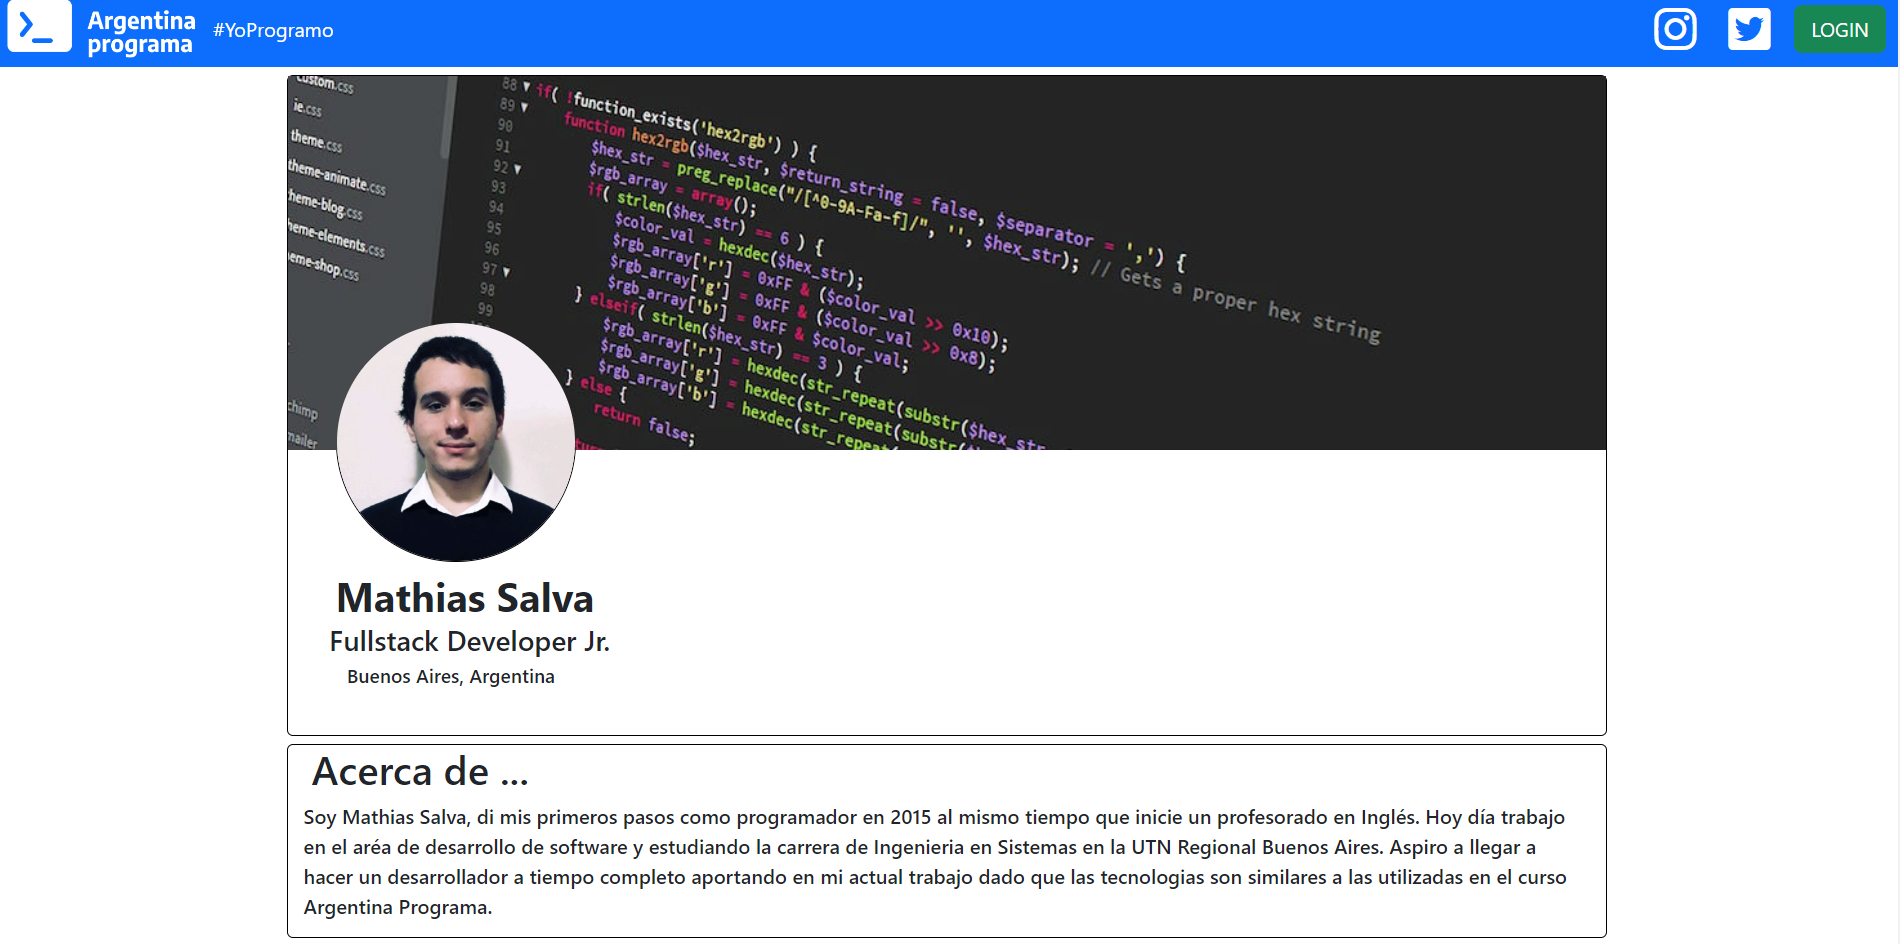 Argentina
programa
#YoProgramo
LOGIN
custom.css
ie.css
theme.css
theme-animate.css
heme-blog.css
heme-elements.css
eme-shop.css
chimp
mailer
88 if( !function_exists('hex2rgb') ) {
89 function hex2rgb($hex_str, $return_string = false, $separator = ',') {
90 $hex_str = preg_replace("/[^0-9A-Fa-f]/", '', $hex_str); // Gets a proper hex string
91 $rgb_array = array();
92 if( strlen($hex_str) == 6 ) {
93 $color_val = hexdec($hex_str);
94 $rgb_array['r'] = 0xFF & ($color_val >> 0x10);
95 $rgb_array['g'] = 0xFF & ($color_val >> 0x8);
96 $rgb_array['b'] = 0xFF & $color_val;
97 } elseif( strlen($hex_str) == 3 ) {
98 $rgb_array['r'] = hexdec(str_repeat(substr($hex_str
99 $rgb_array['g'] = hexdec(str_repeat(substr(
$rgb_array['b'] = hexdec(str_repeat(
} else {
return false;
Mathias Salva
Fullstack Developer Jr.
Buenos Aires, Argentina
Acerca de ...
Soy Mathias Salva, di mis primeros pasos como programador en 2015 al mismo tiempo que inicie un profesorado en Inglés. Hoy día trabajo
en el aréa de desarrollo de software y estudiando la carrera de Ingenieria en Sistemas en la UTN Regional Buenos Aires. Aspiro a llegar a
hacer un desarrollador a tiempo completo aportando en mi actual trabajo dado que las tecnologias son similares a las utilizadas en el curso
Argentina Programa.